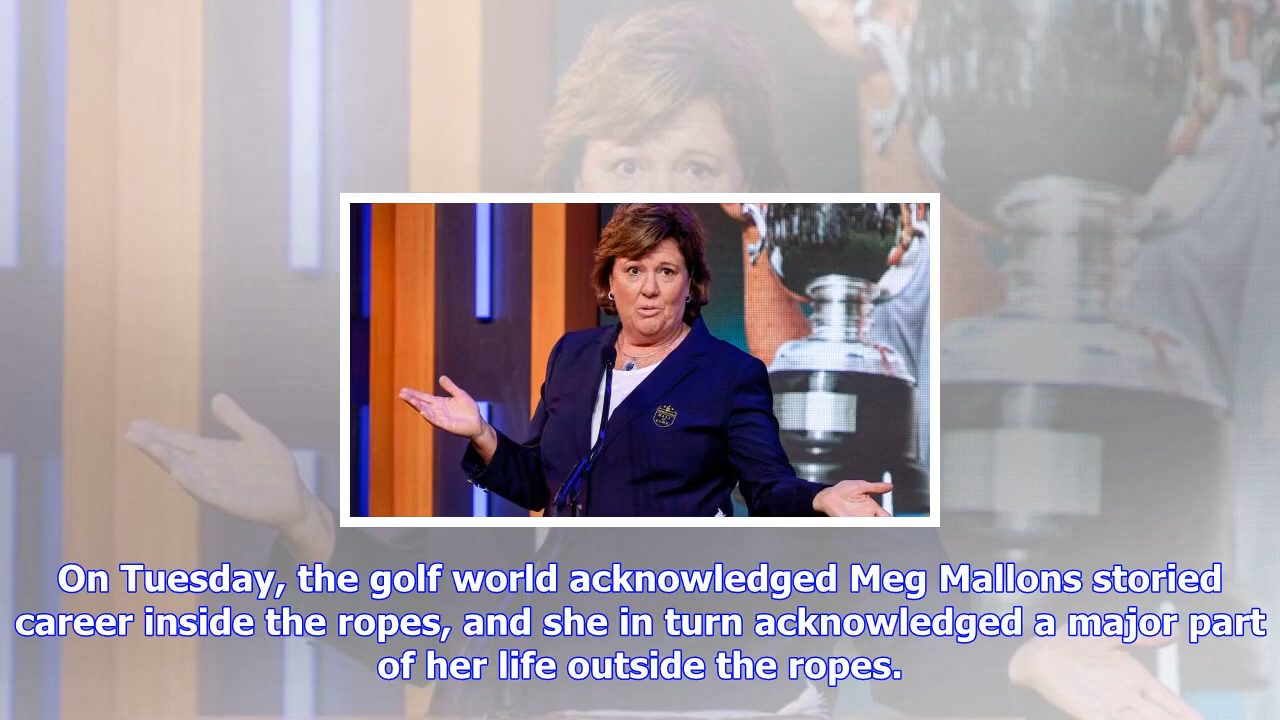 On Tuesday, the golf world acknowledged Meg Mallons storied
career inside the ropes, and she in turn acknowledged a major part
of her life outside the ropes.